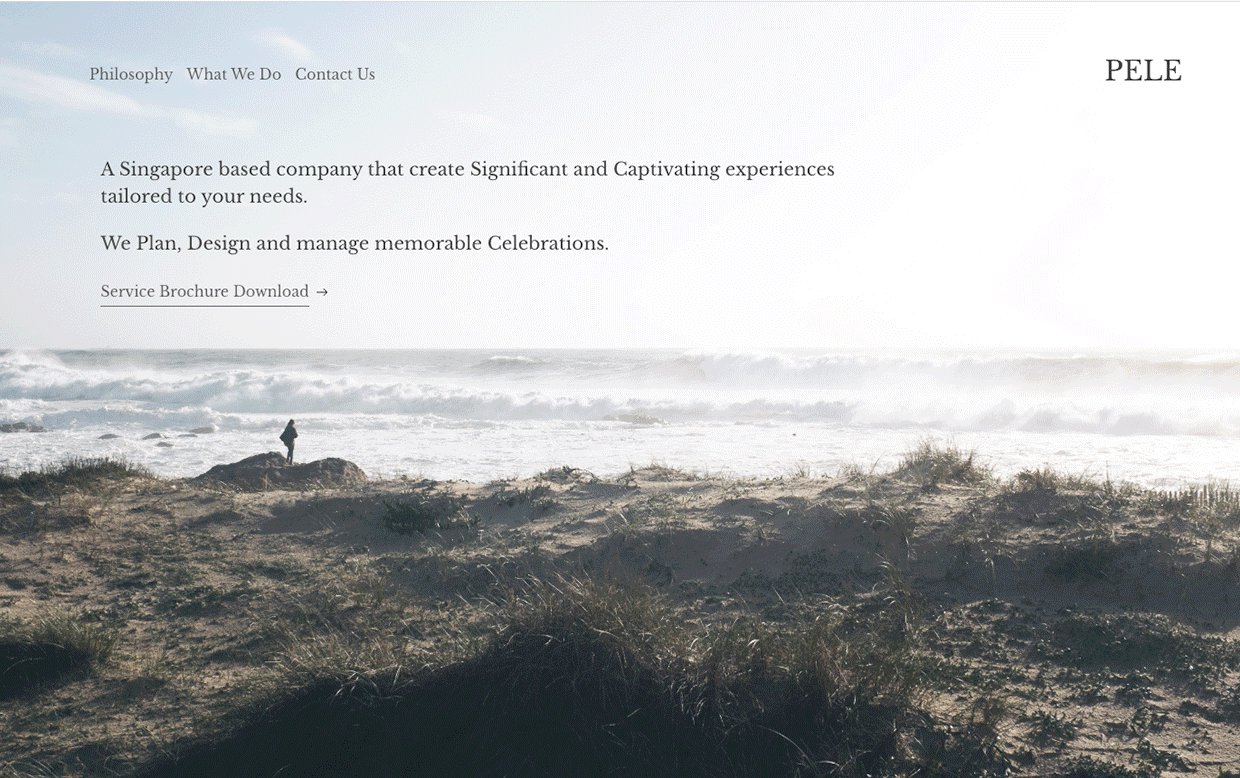 Philosophy What We Do Contact Us
PELE
A Singapore based company that create Significant and Captivating experiences
tailored to your needs.
We Plan, Design and manage memorable Celebrations.
Service Brochure Download →